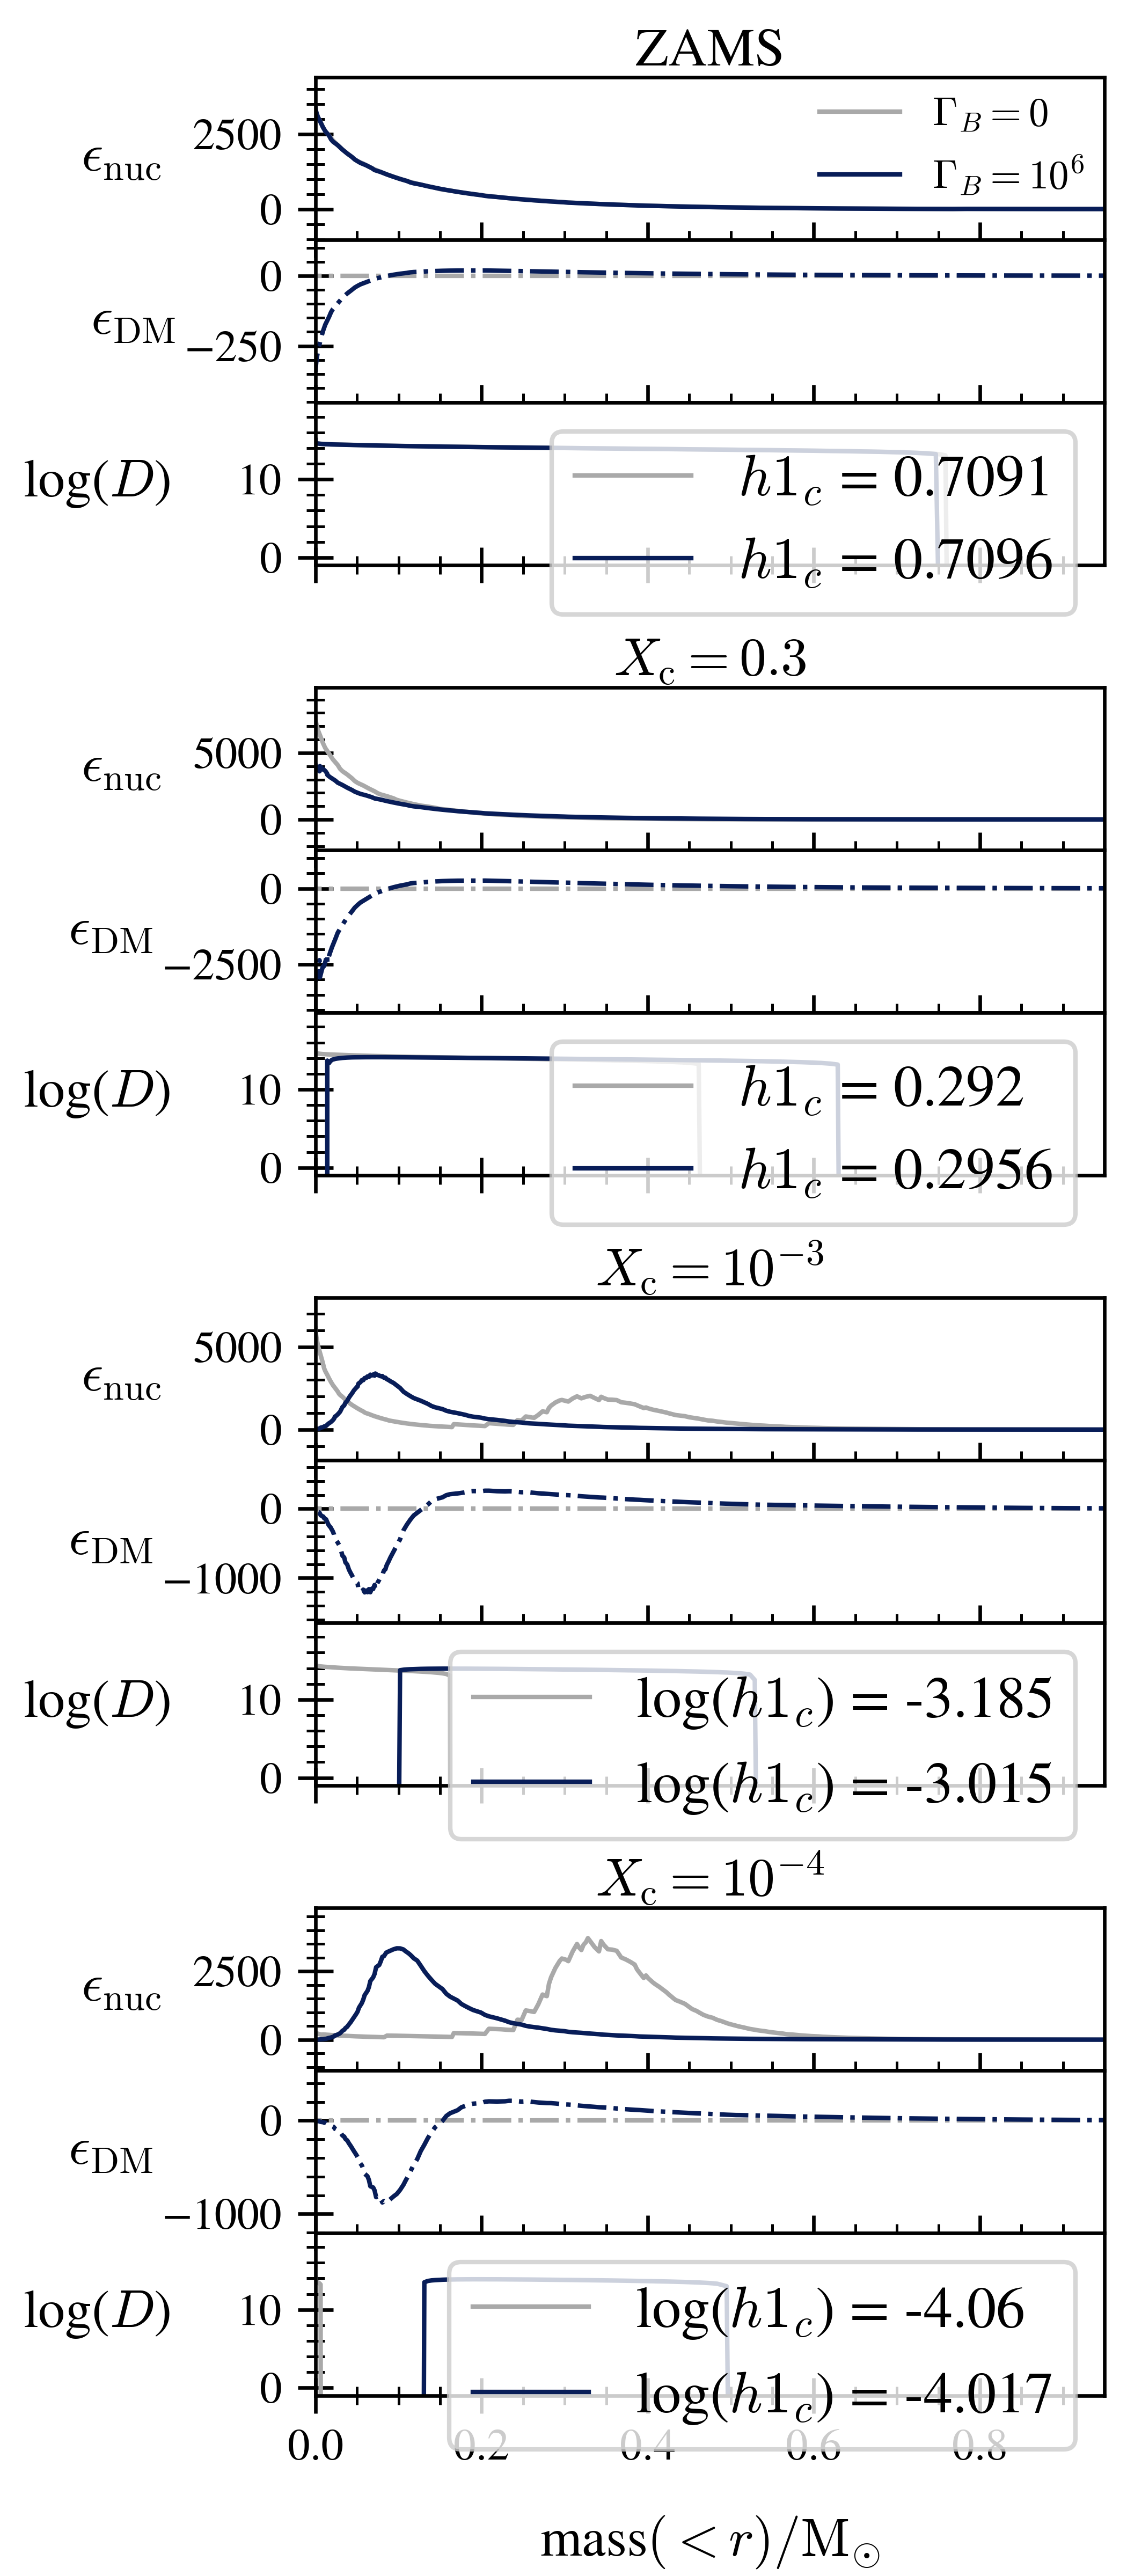 ZAMS
ϵ_nuc
2500
0
Γ_B = 0
Γ_B = 10^6
ϵ_DM
0
−250
log(D)
10
0
h1_c = 0.7091
h1_c = 0.7096
X_c = 0.3
ϵ_nuc
5000
0
ϵ_DM
0
−2500
log(D)
10
0
h1_c = 0.292
h1_c = 0.2956
X_c = 10^−3
ϵ_nuc
5000
0
ϵ_DM
0
−1000
log(D)
10
0
log(h1_c) = -3.185
log(h1_c) = -3.015
X_c = 10^−4
ϵ_nuc
2500
0
ϵ_DM
0
−1000
log(D)
10
0
log(h1_c) = -4.06
log(h1_c) = -4.017
0.0 0.2 0.4 0.6 0.8
mass(< r)/M_⊙